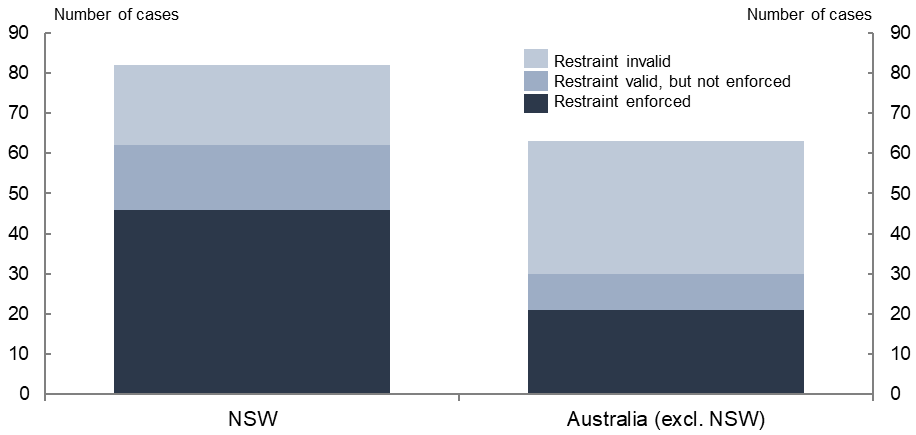 Number of cases Number of cases
90 90
80 80
Restraint invalid
Restraint valid, but not enforced
70 70
Restraint enforced
60 60
50 50
40 40
30 30
20 20
10 10
0 0
NSW Australia (excl. NSW)